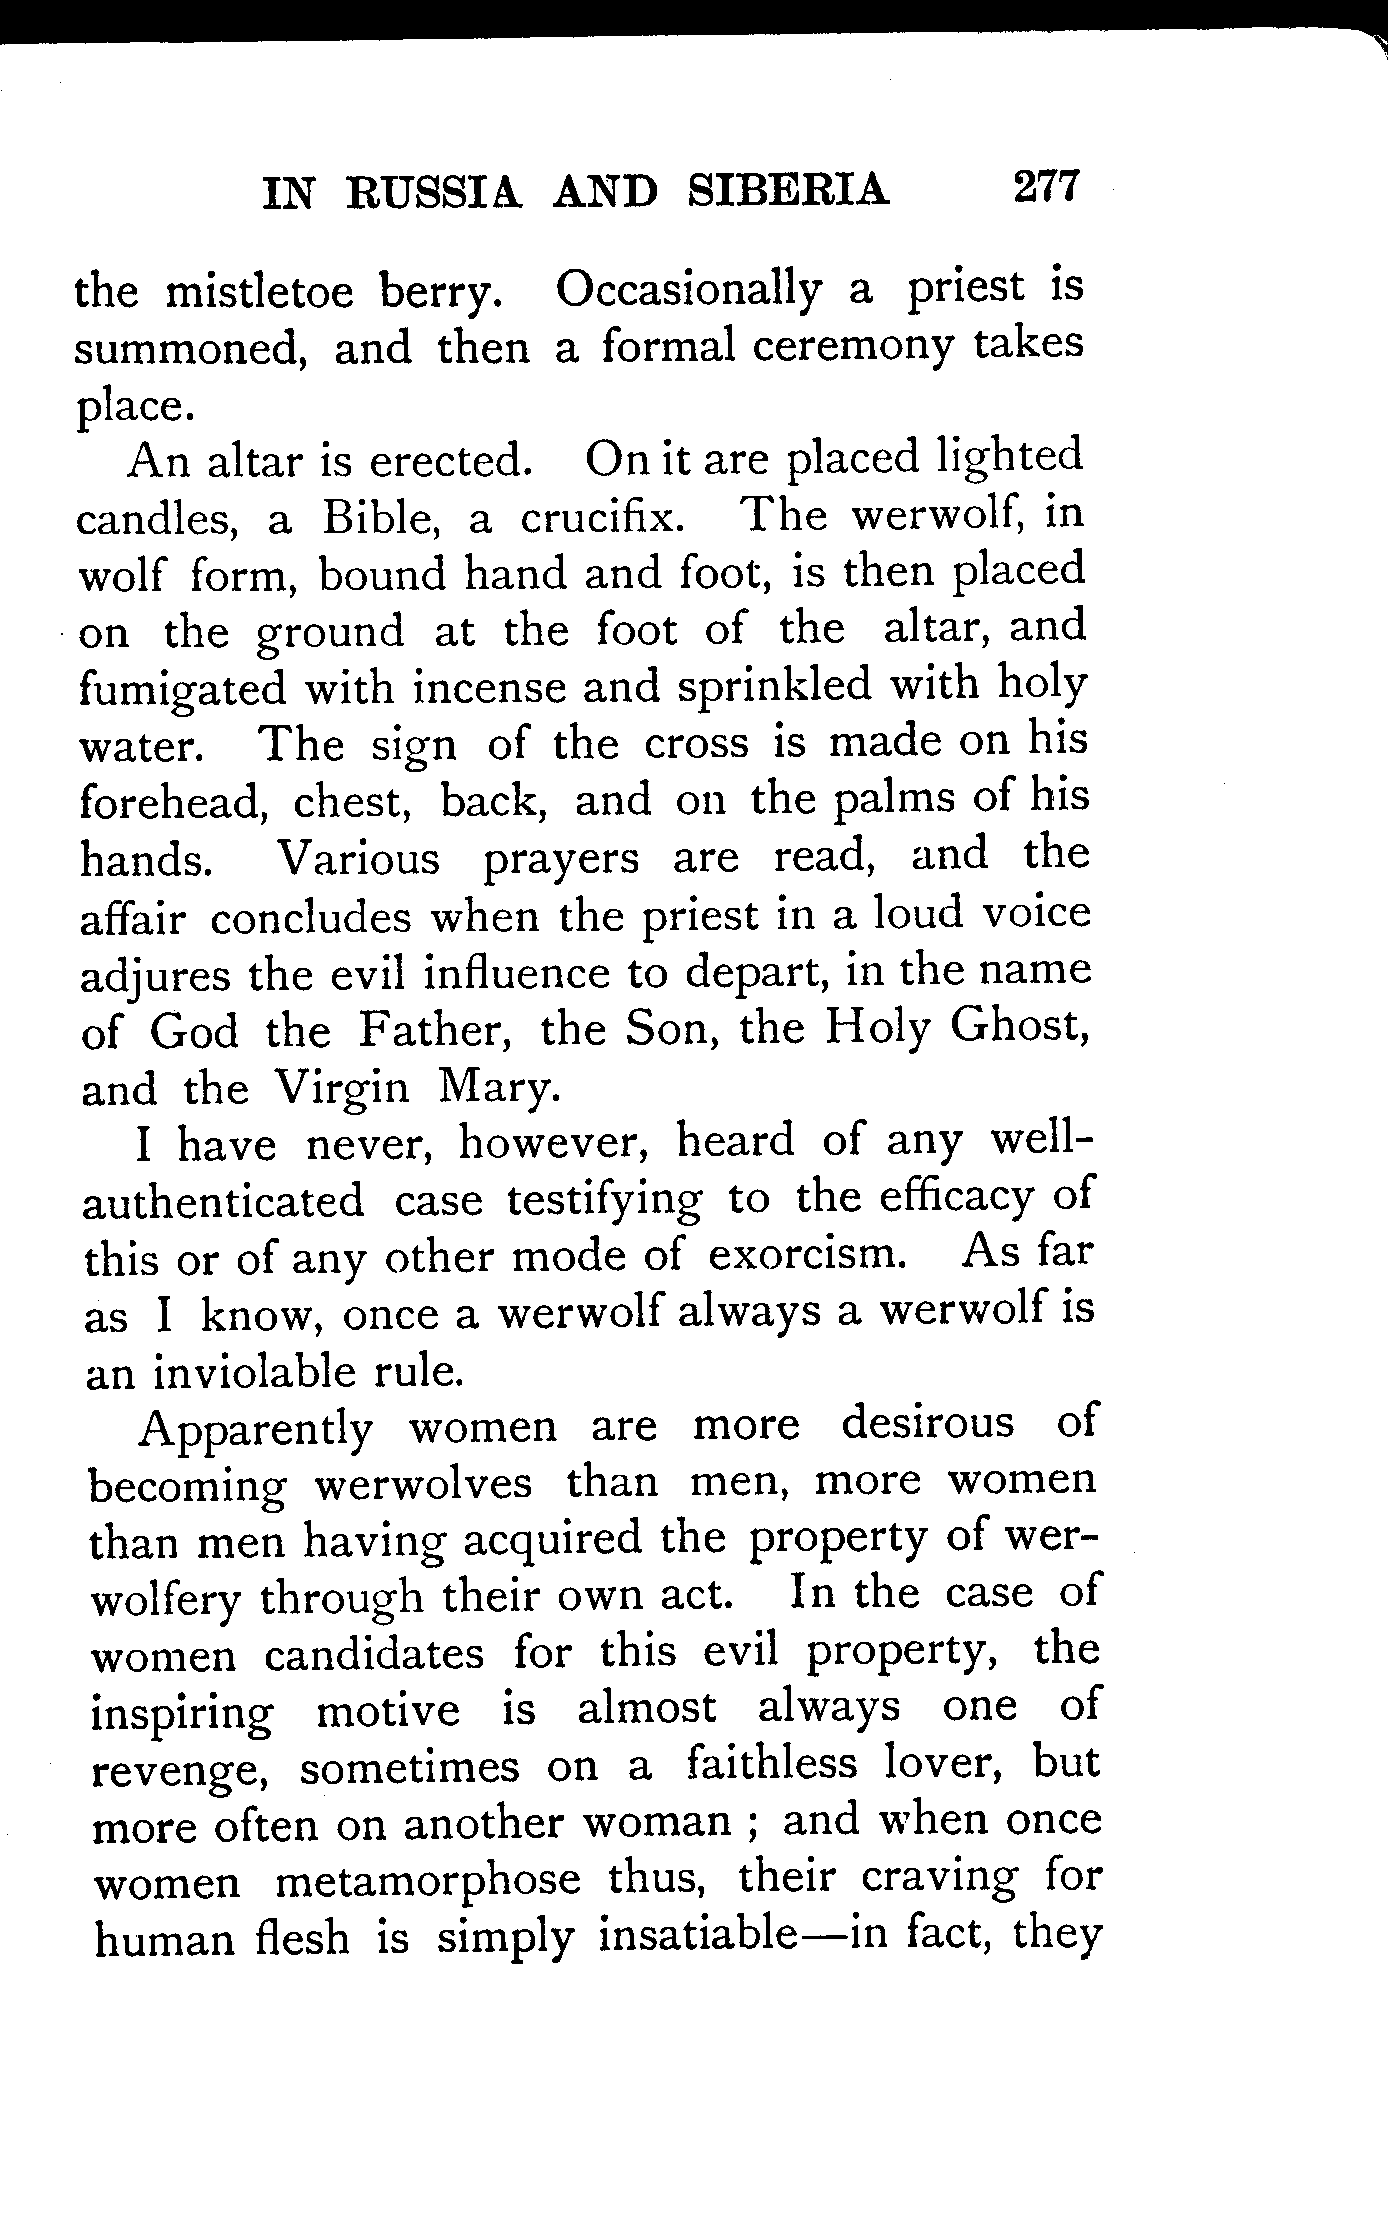 IN RUSSIA AND SIBERIA 277
the mistletoe berry. Occasionally a priest is
summoned, and then a formal ceremony takes
place.
An altar is erected. On it are placed lighted
candles, a Bible, a crucifix. The werwolf, in
wolf form, bound hand and foot, is then placed
on the ground at the foot of the altar, and
fumigated with incense and sprinkled with holy
water. The sign of the cross is made on his
forehead, chest, back, and on the palms of his
hands. Various prayers are read, and the
affair concludes when the priest in a loud voice
adjures the evil influence to depart, in the name
of God the Father, the Son, the Holy Ghost,
and the Virgin Mary.
I have never, however, heard of any well-
authenticated case testifying to the efficacy of
this or of any other mode of exorcism. As far
as I know, once a werwolf always a werwolf is
an inviolable rule.
Apparently women are more desirous of
becoming werwolves than men, more women
than men having acquired the property of wer-
wolfery through their own act. In the case of
women candidates for this evil property, the
inspiring motive is almost always one of
revenge, sometimes on a faithless lover, but
more often on another woman ; and when once
women metamorphose thus, their craving for
human flesh is simply insatiable—in fact, they